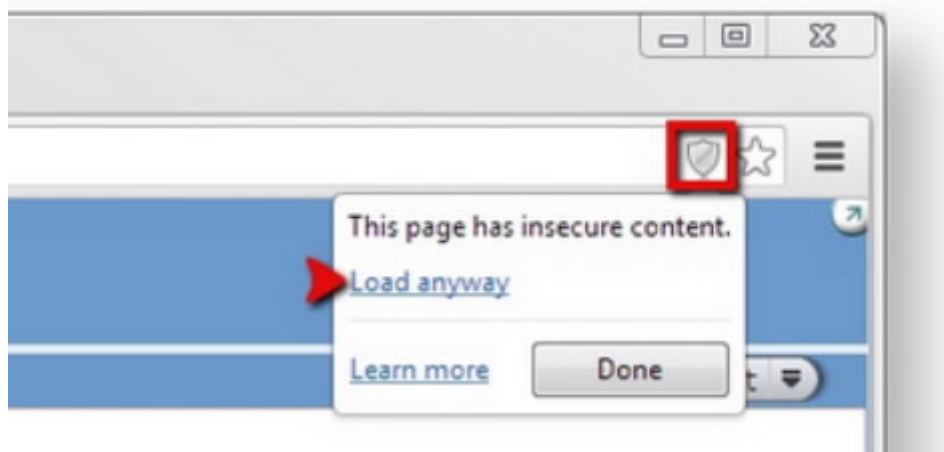 This page has insecure content.
Load anyway
Learn more
Done
t